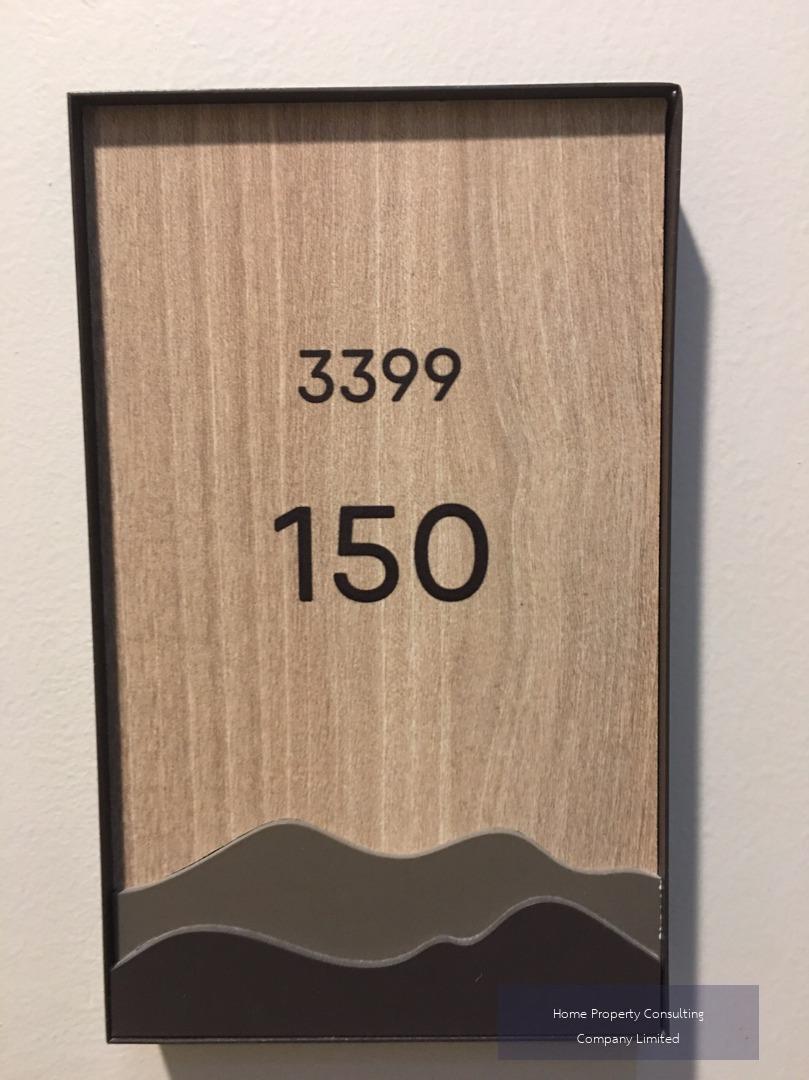 3399
150
Home Property Consulting
Company Limited